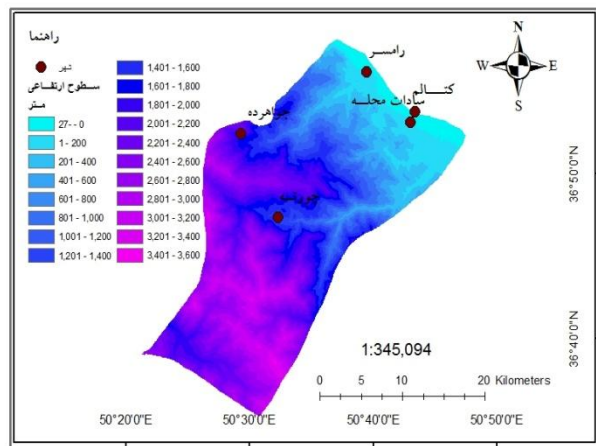 راهنما
شهر
سطوح ارتفاعی
متر
27- - 0
1 - 200
201 - 400
401 - 600
601 - 800
801 - 1,000
1,001 - 1,200
1,201 - 1,400
1,401 - 1,600
1,601 - 1,800
1,801 - 2,000
2,001 - 2,200
2,201 - 2,400
2,401 - 2,600
2,601 - 2,800
2,801 - 3,000
3,001 - 3,200
3,201 - 3,400
3,401 - 3,600
رامسر
کتالم
سادات محله
جواهرده
N
W
E
S
36°50'0"N
36°40'0"N
1:345,094
0 5 10 20 Kilometers
50°20'0"E 50°30'0"E 50°40'0"E 50°50'0"E